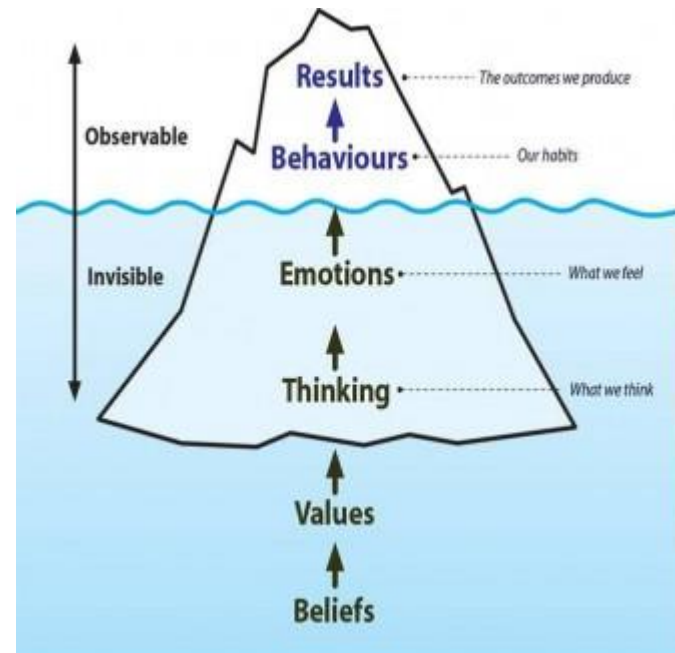 Results
The outcomes we produce
Observable
Behaviours
Our habits
Invisible
Emotions
What we feel
Thinking
What we think
Values
Beliefs